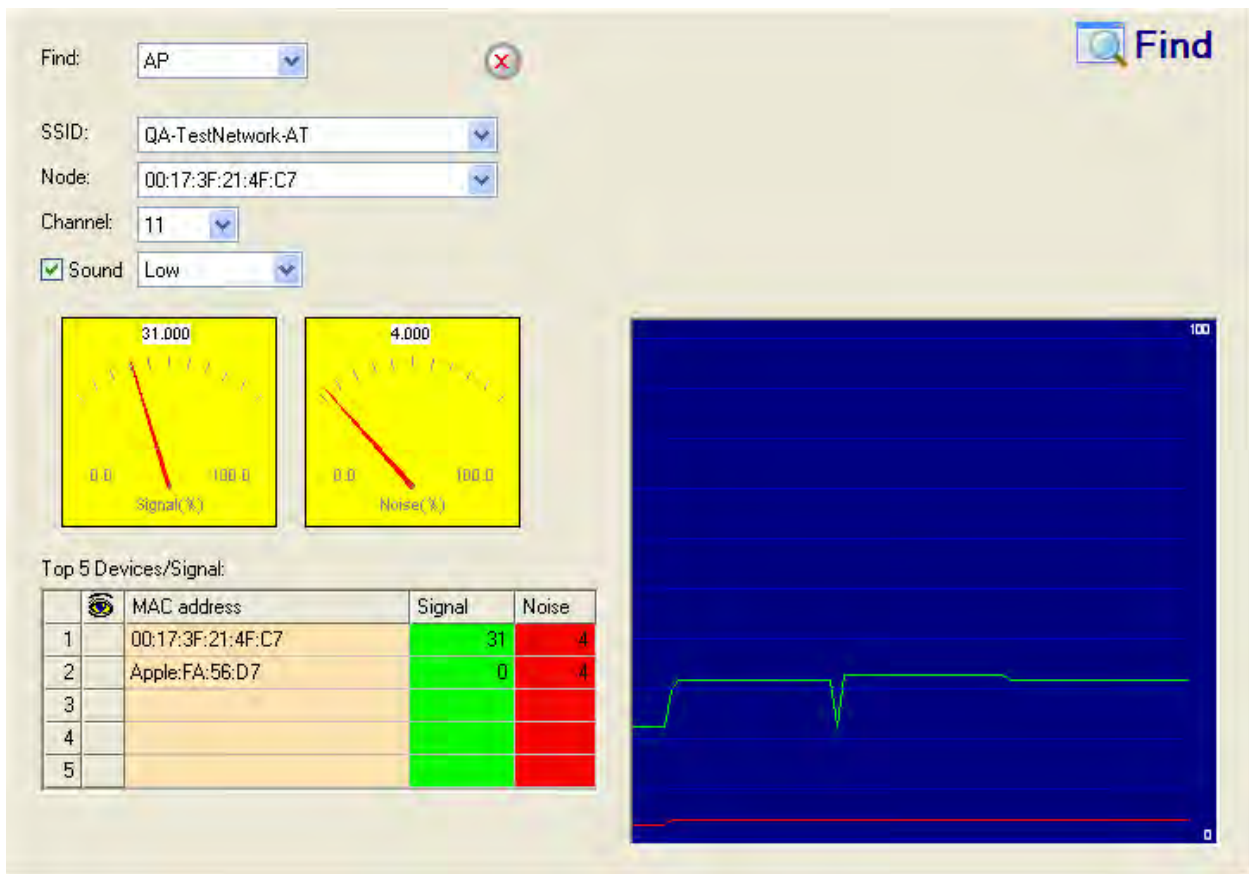 Find: AP
Find
SSID: QA-TestNetwork-AT
Node: 00:17:3F:21:4F:C7
Channel: 11
Sound Low
31.000
0.0 100.0
Signal(%)
4.000
0.0 100.0
Noise(%)
100
0
Top 5 Devices/Signal:
MAC address Signal Noise
1 00:17:3F:21:4F:C7 31 4
2 Apple:FA:56:D7 0 4
3
4
5